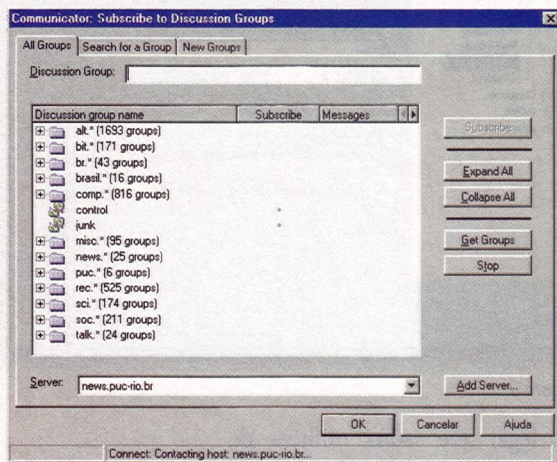 Communicator: Subscribe to Discussion Groups
All Groups Search for a Group New Groups
Discussion Group:
Discussion group name Subscribe Messages
alt.* (1693 groups)
bit.* (171 groups)
br.* (43 groups)
brasil.* (16 groups)
comp.* (816 groups)
control
junk
misc.* (95 groups)
news.* (25 groups)
puc.* (6 groups)
rec.* (525 groups)
sci.* (174 groups)
soc.* (211 groups)
talk.* (24 groups)
Subscribe
Expand All
Collapse All
Get Groups
Stop
Server: news.puc-rio.br Add Server...
OK Cancelar Ajuda
Connect: Contacting host: news.puc-rio.br...